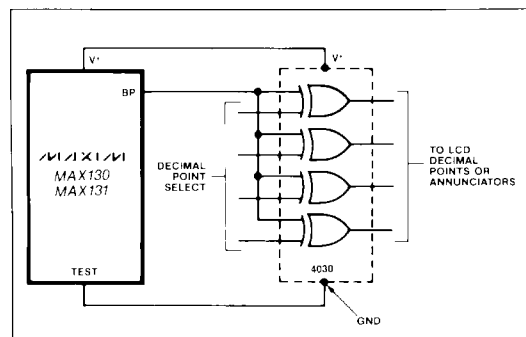 V+
V+
BP
MAXIM
MAX130
MAX131
DECIMAL
POINT
SELECT
TO LCD
DECIMAL
POINTS OR
ANNUNCIATORS
TEST
4030
GND